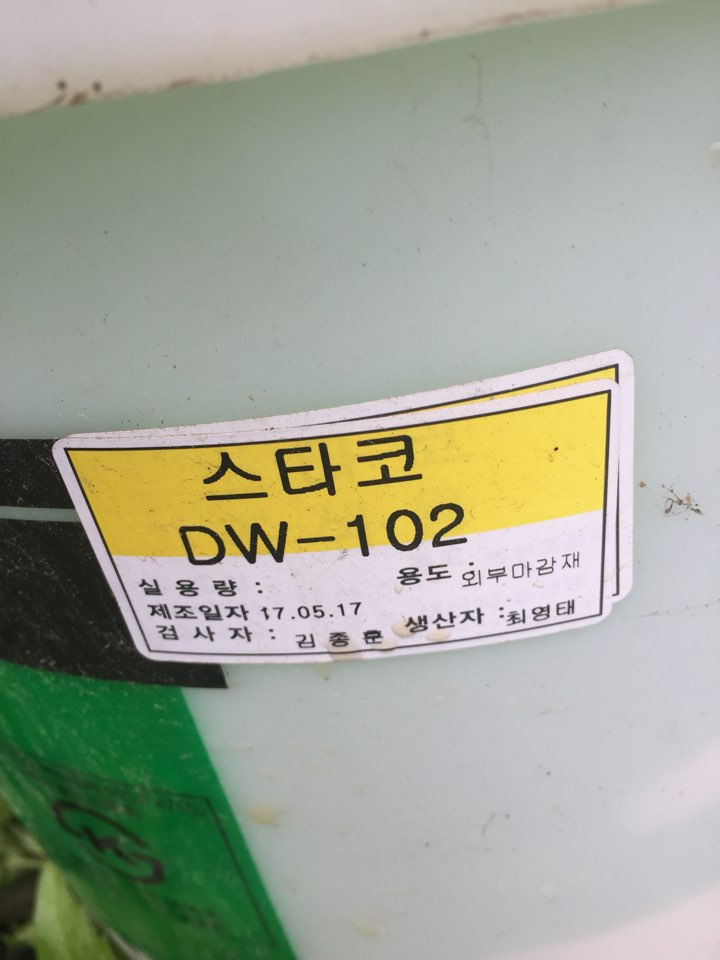 스타코
DW-102
실 용 량 : 용도 : 외부마감재
제조일자 17.05.17
검 사 자 : 김 종 훈 생산자 : 최영태